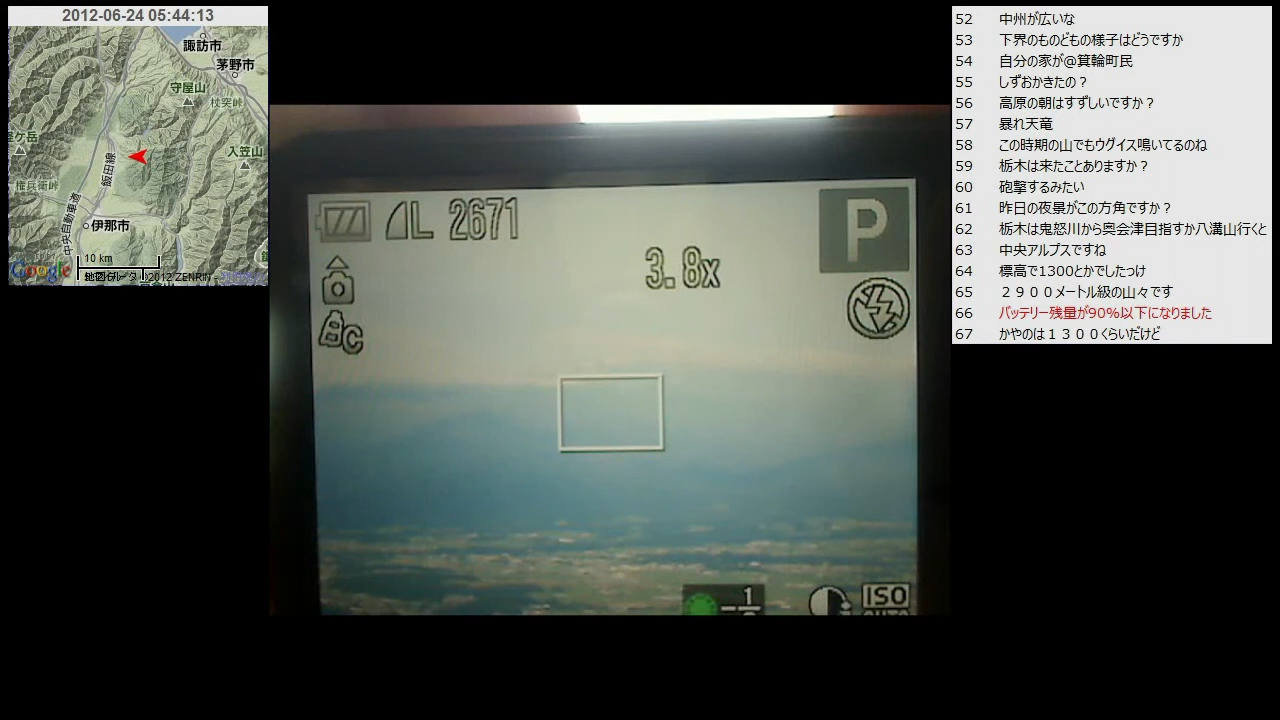 2012-06-24 05:44:13
諏訪市
茅野市
守屋山
杖突峠
入笠山
権兵衛峠
飯田線
中央自動車道
伊那市
10 km
Google
2671
P
3.8x
ISO
52 中州が広いな
53 下界のものどもの様子はどうですか
54 自分の家が@箕輪町民
55 しずおかきたの？
56 高原の朝はすずしいですか？
57 暴れ天竜
58 この時期の山でもウグイス鳴いてるのね
59 栃木は来たことありますか？
60 砲撃するみたい
61 昨日の夜景がこの方角ですか？
62 栃木は鬼怒川から奥会津目指すか八溝山行くと
63 中央アルプスですね
64 標高で1300とかでしたっけ
65 ２９００メートル級の山々です
66 バッテリー残量が90%以下になりました
67 かやのは１３００くらいだけど